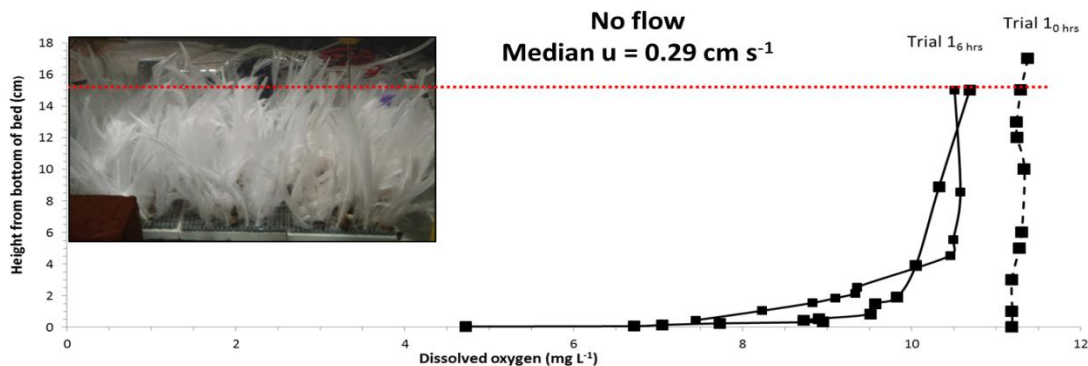 No flow
Median u = 0.29 cm s⁻¹
Trial 1₆ ₕᵣₛ
Trial 1₀ ₕᵣₛ
18
16
14
12
10
8
6
4
2
0
Height from bottom of bed (cm)
0 2 4 6 8 10 12
Dissolved oxygen (mg L⁻¹)